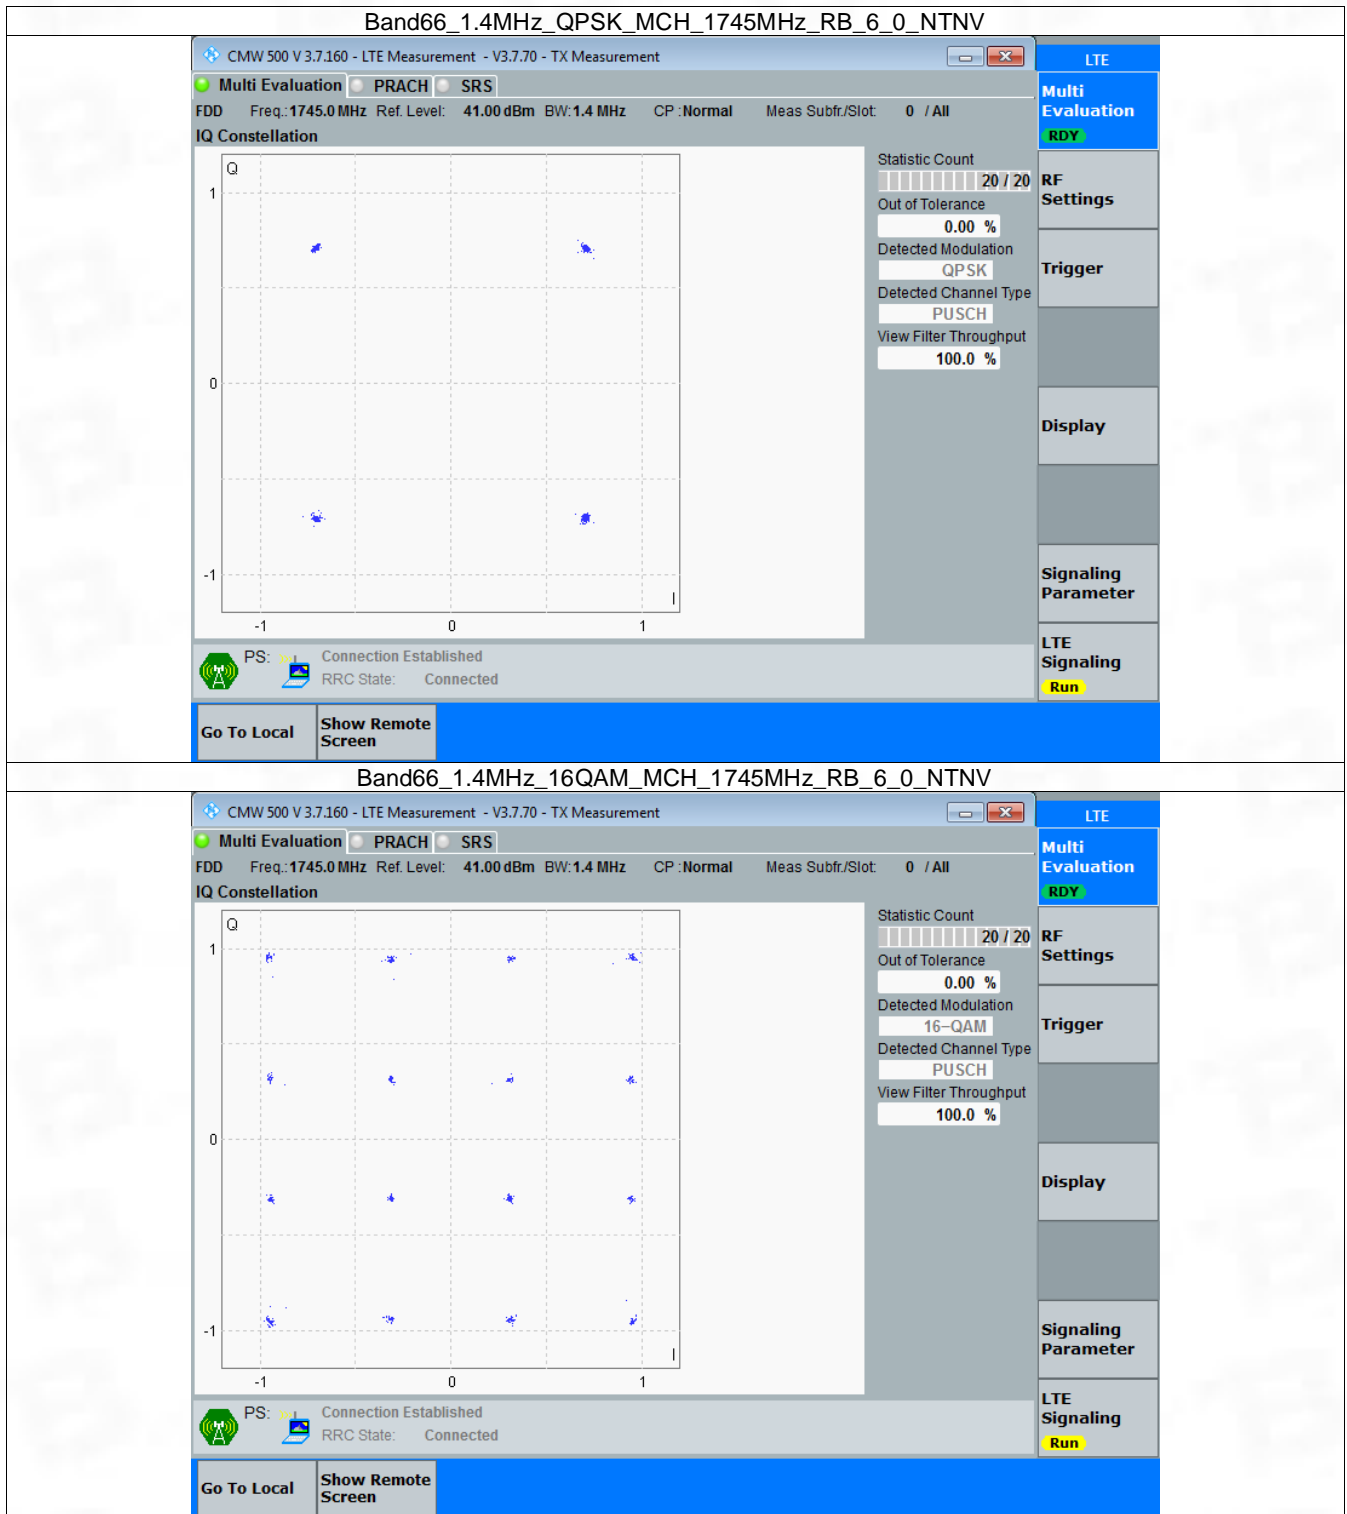 Band66_1.4MHz_QPSK_MCH_1745MHz_RB_6_0_NTNV
CMW 500 V 3.7.160 - LTE Measurement - V3.7.70 - TX Measurement
LTE
Multi Evaluation PRACH SRS
Multi
Evaluation
RDY
FDD Freq.: 1745.0 MHz Ref. Level: 41.00 dBm BW: 1.4 MHz CP : Normal Meas Subfr./Slot: 0 / All
IQ Constellation
Q
1
0
-1
I
-1 0 1
Statistic Count
20 / 20
Out of Tolerance
0.00 %
Detected Modulation
QPSK
Detected Channel Type
PUSCH
View Filter Throughput
100.0 %
RF
Settings
Trigger
Display
Signaling
Parameter
LTE
Signaling
Run
PS: Connection Established
RRC State: Connected
Go To Local
Show Remote
Screen
Band66_1.4MHz_16QAM_MCH_1745MHz_RB_6_0_NTNV
CMW 500 V 3.7.160 - LTE Measurement - V3.7.70 - TX Measurement
LTE
Multi Evaluation PRACH SRS
Multi
Evaluation
RDY
FDD Freq.: 1745.0 MHz Ref. Level: 41.00 dBm BW: 1.4 MHz CP : Normal Meas Subfr./Slot: 0 / All
IQ Constellation
Q
1
0
-1
I
-1 0 1
Statistic Count
20 / 20
Out of Tolerance
0.00 %
Detected Modulation
16-QAM
Detected Channel Type
PUSCH
View Filter Throughput
100.0 %
RF
Settings
Trigger
Display
Signaling
Parameter
LTE
Signaling
Run
PS: Connection Established
RRC State: Connected
Go To Local
Show Remote
Screen